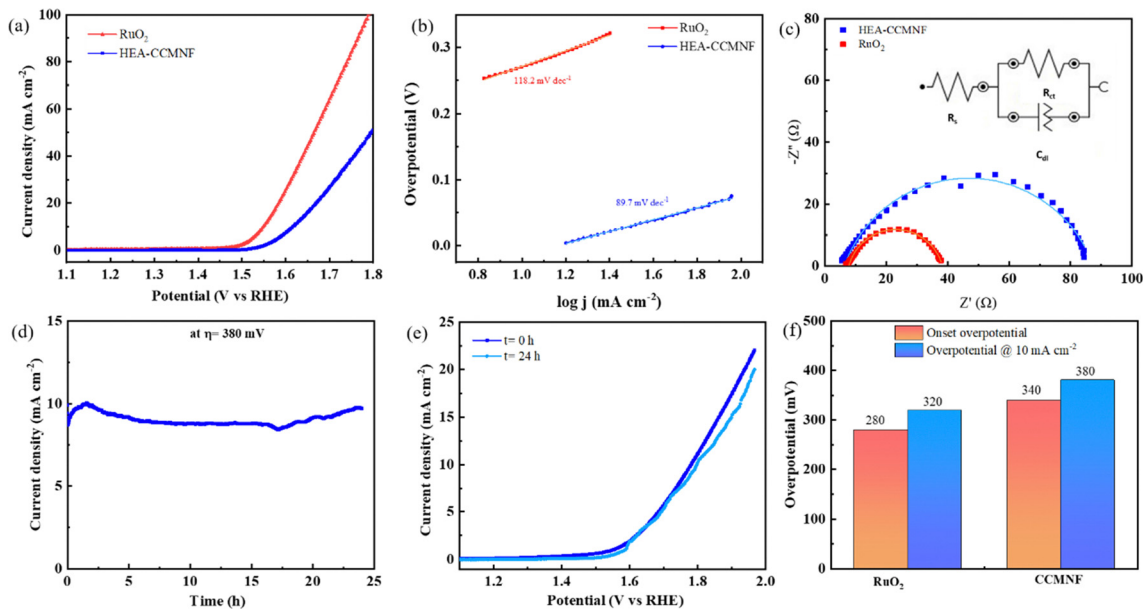 (a)
RuO₂
HEA-CCMNF
Current density (mA cm⁻²)
100
80
60
40
20
0
1.1 1.2 1.3 1.4 1.5 1.6 1.7 1.8
Potential (V vs RHE)
(b)
RuO₂
HEA-CCMNF
118.2 mV dec⁻¹
89.7 mV dec⁻¹
Overpotential (V)
0.3
0.2
0.1
0.0
0.8 1.2 1.6 2.0
log j (mA cm⁻²)
(c)
HEA-CCMNF
RuO₂
Rs
Rct
Cdl
-Z" (Ω)
80
60
40
20
0
0 20 40 60 80 100
Z' (Ω)
(d)
at η= 380 mV
Current density (mA cm⁻²)
15
10
5
0
0 5 10 15 20 25
Time (h)
(e)
t= 0 h
t= 24 h
Current density (mA cm⁻²)
25
20
15
10
5
0
1.2 1.4 1.6 1.8 2.0
Potential (V vs RHE)
(f)
Onset overpotential
Overpotential @ 10 mA cm⁻²
Overpotential (mV)
500
400
300
200
100
0
280
320
340
380
RuO₂
CCMNF